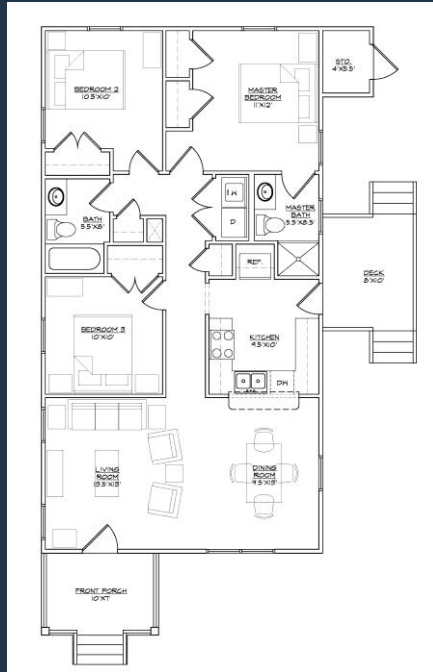 BEDROOM 2
10.5'X10'
MASTER
BEDROOM
11'X12'
STO.
4'X5.5'
W
D
BATH
5.5'X8'
MASTER
BATH
5.5'X8.5'
REF.
DECK
8'X10'
BEDROOM 3
10'X10'
KITCHEN
9.5'X10'
DW
LIVING
ROOM
13.5'X13'
DINING
ROOM
9.5'X13'
FRONT PORCH
10'X7'